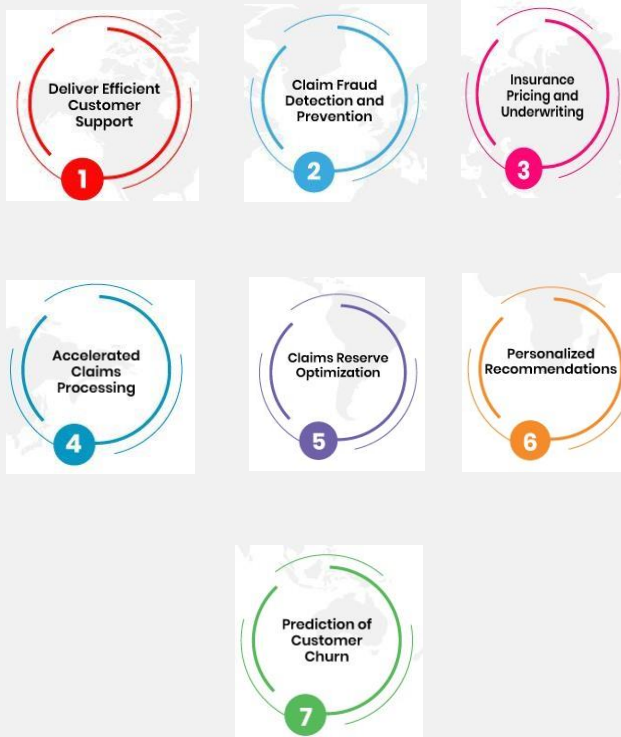 Deliver Efficient
Customer
Support
1
Claim Fraud
Detection and
Prevention
2
Insurance
Pricing and
Underwriting
3
Accelerated
Claims
Processing
4
Claims Reserve
Optimization
5
Personalized
Recommendations
6
Prediction of
Customer
Churn
7